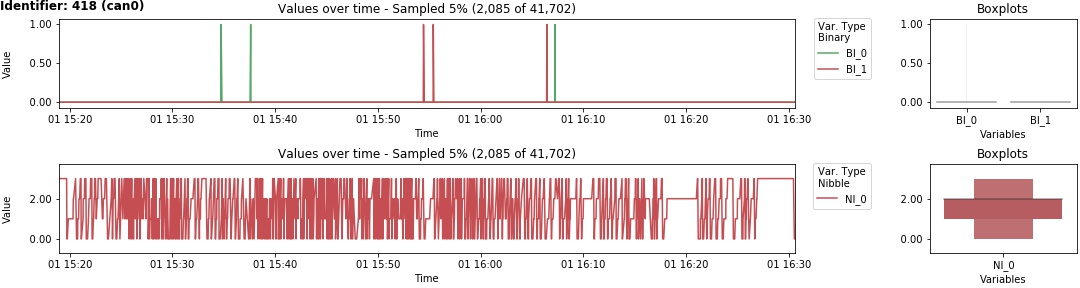 Identifier: 418 (can0)
Values over time - Sampled 5% (2,085 of 41,702)
Boxplots
Value
1.00
0.50
0.00
01 15:20 01 15:30 01 15:40 01 15:50 01 16:00 01 16:10 01 16:20 01 16:30
Time
Var. Type
Binary
BI_0
BI_1
1.00
0.50
0.00
BI_0 BI_1
Variables
Values over time - Sampled 5% (2,085 of 41,702)
Boxplots
Value
2.00
0.00
01 15:20 01 15:30 01 15:40 01 15:50 01 16:00 01 16:10 01 16:20 01 16:30
Time
Var. Type
Nibble
NI_0
2.00
0.00
NI_0
Variables